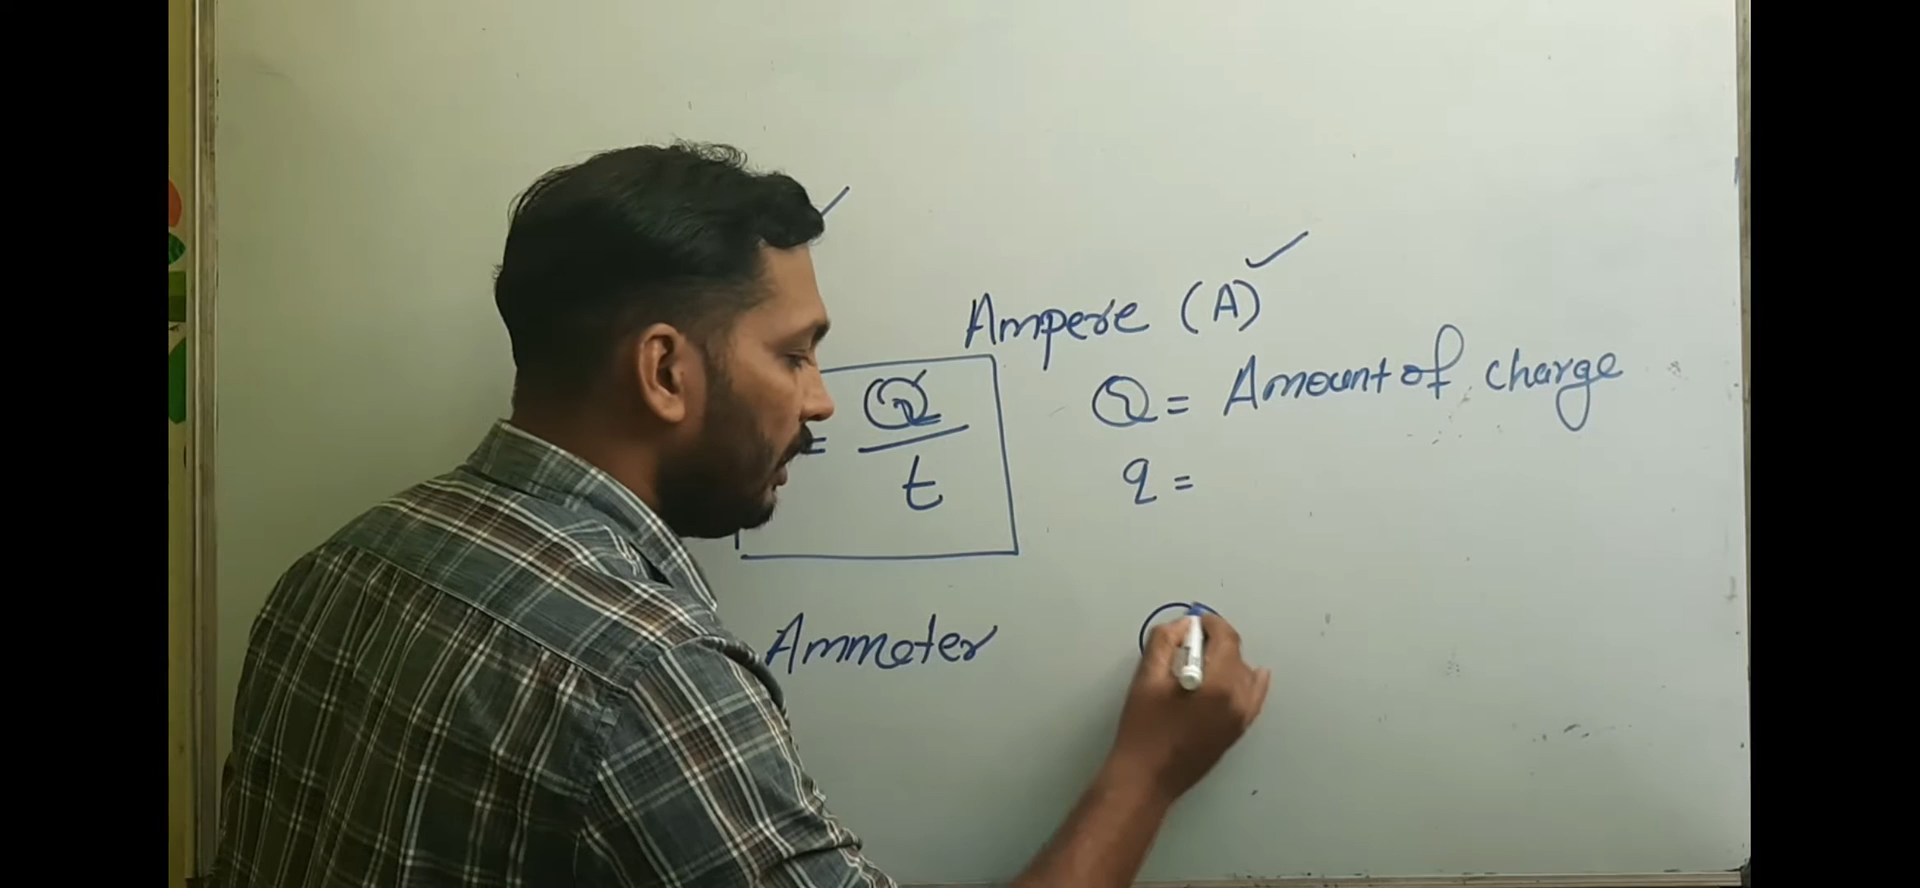 Ampere (A)
= Q
t
Q = Amount of charge
q =
Ammeter